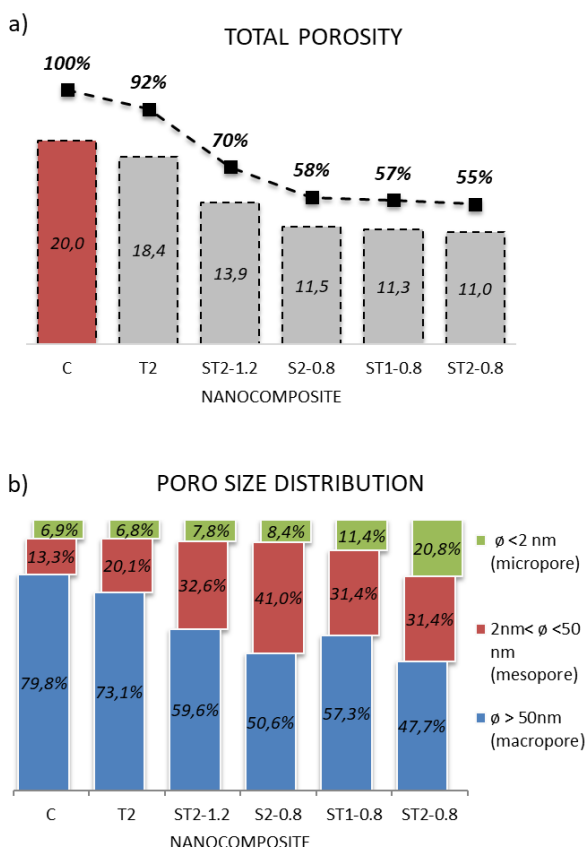 a)
TOTAL POROSITY
100%
92%
70%
58%
57%
55%
20,0
18,4
13,9
11,5
11,3
11,0
C T2 ST2-1.2 S2-0.8 ST1-0.8 ST2-0.8
NANOCOMPOSITE
b)
PORO SIZE DISTRIBUTION
6,9% 6,8% 7,8% 8,4% 11,4% 20,8%
13,3% 20,1% 32,6% 41,0% 31,4% 31,4%
79,8% 73,1% 59,6% 50,6% 57,3% 47,7%
ø <2 nm
(micropore)
2nm< ø <50
nm
(mesopore)
ø > 50nm
(macropore)
C T2 ST2-1.2 S2-0.8 ST1-0.8 ST2-0.8
NANOCOMPOSITE